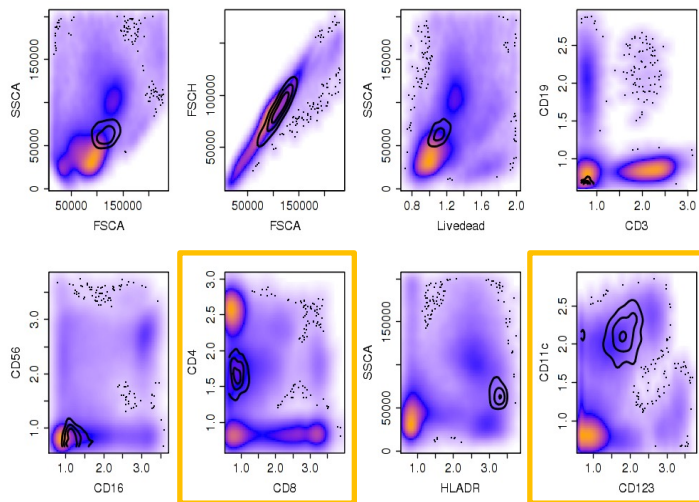 SSCA
150000
50000
0
50000 150000
FSCA
FSCH
100000
50000
50000 150000
FSCA
SSCA
150000
50000
0
0.8 1.2 1.6 2.0
Livedead
CD19
2.5
2.0
1.5
1.0
1.0 2.0 3.0
CD3
CD56
3.0
2.0
1.0
1.0 2.0 3.0
CD16
CD4
3.0
2.5
2.0
1.5
1.0
1.0 2.0 3.0
CD8
SSCA
150000
50000
0
1.0 2.0 3.0
HLADR
CD11c
2.5
2.0
1.5
1.0
1.0 2.0 3.0
CD123